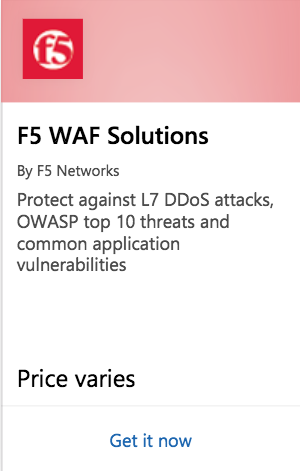 f5
F5 WAF Solutions
By F5 Networks
Protect against L7 DDoS attacks,
OWASP top 10 threats and
common application
vulnerabilities
Price varies
Get it now